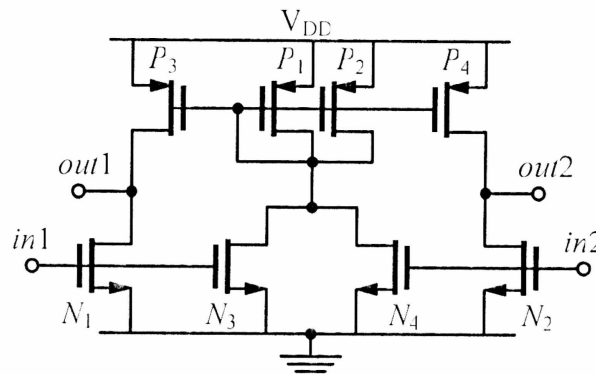 V_DD
P_3 P_1 P_2 P_4
out1 out2
in1 in2
N_1 N_3 N_4 N_2